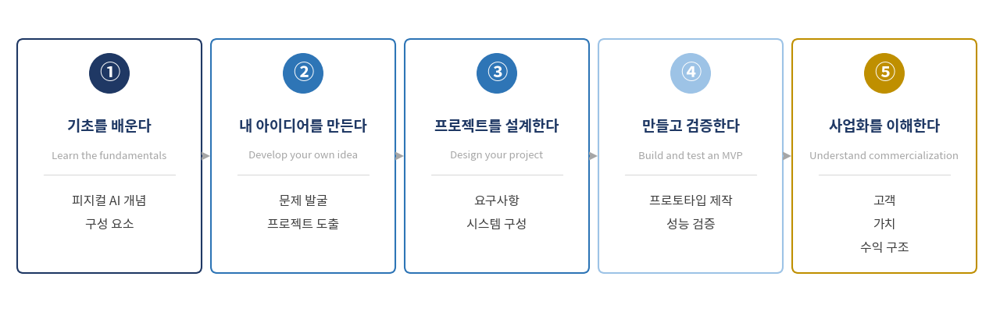 ①
기초를 배운다
Learn the fundamentals
피지컬 AI 개념
구성 요소
②
내 아이디어를 만든다
Develop your own idea
문제 발굴
프로젝트 도출
③
프로젝트를 설계한다
Design your project
요구사항
시스템 구성
④
만들고 검증한다
Build and test an MVP
프로토타입 제작
성능 검증
⑤
사업화를 이해한다
Understand commercialization
고객
가치
수익 구조